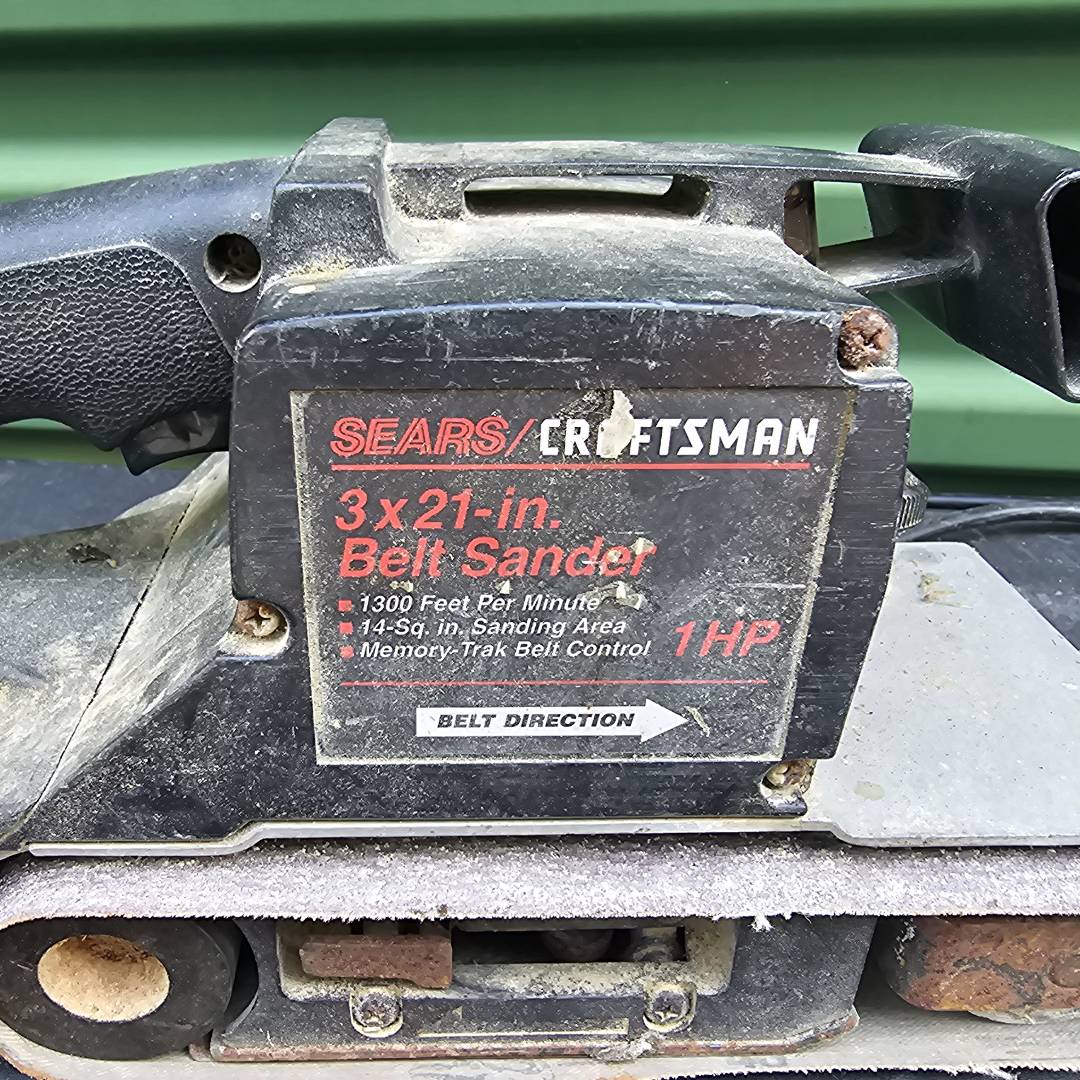 SEARS/CRAFTSMAN
3x21-in.
Belt Sander
▪ 1300 Feet Per Minute
▪ 14-Sq. in. Sanding Area
▪ Memory-Trak Belt Control
1HP
BELT DIRECTION